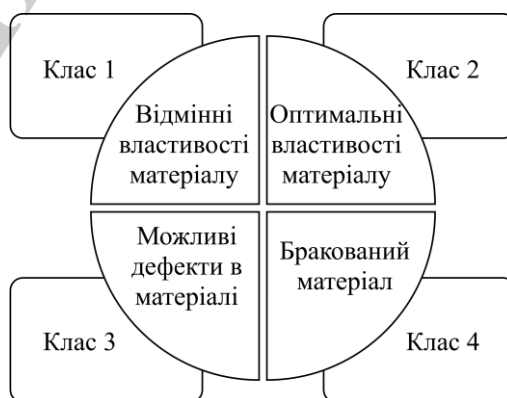 Клас 1
Клас 2
Відмінні
властивості
матеріалу
Оптимальні
властивості
матеріалу
Можливі
дефекти в
матеріалі
Бракований
матеріал
Клас 3
Клас 4